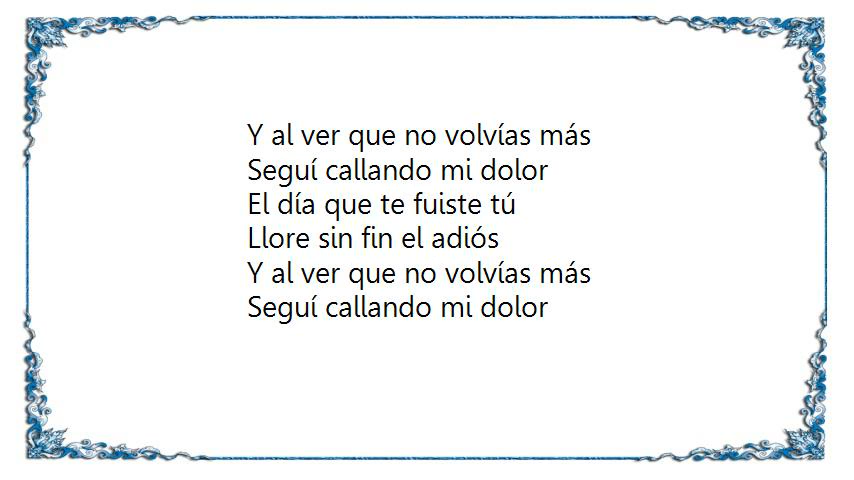 Y al ver que no volvías más
Seguí callando mi dolor
El día que te fuiste tú
Llore sin fin el adiós
Y al ver que no volvías más
Seguí callando mi dolor